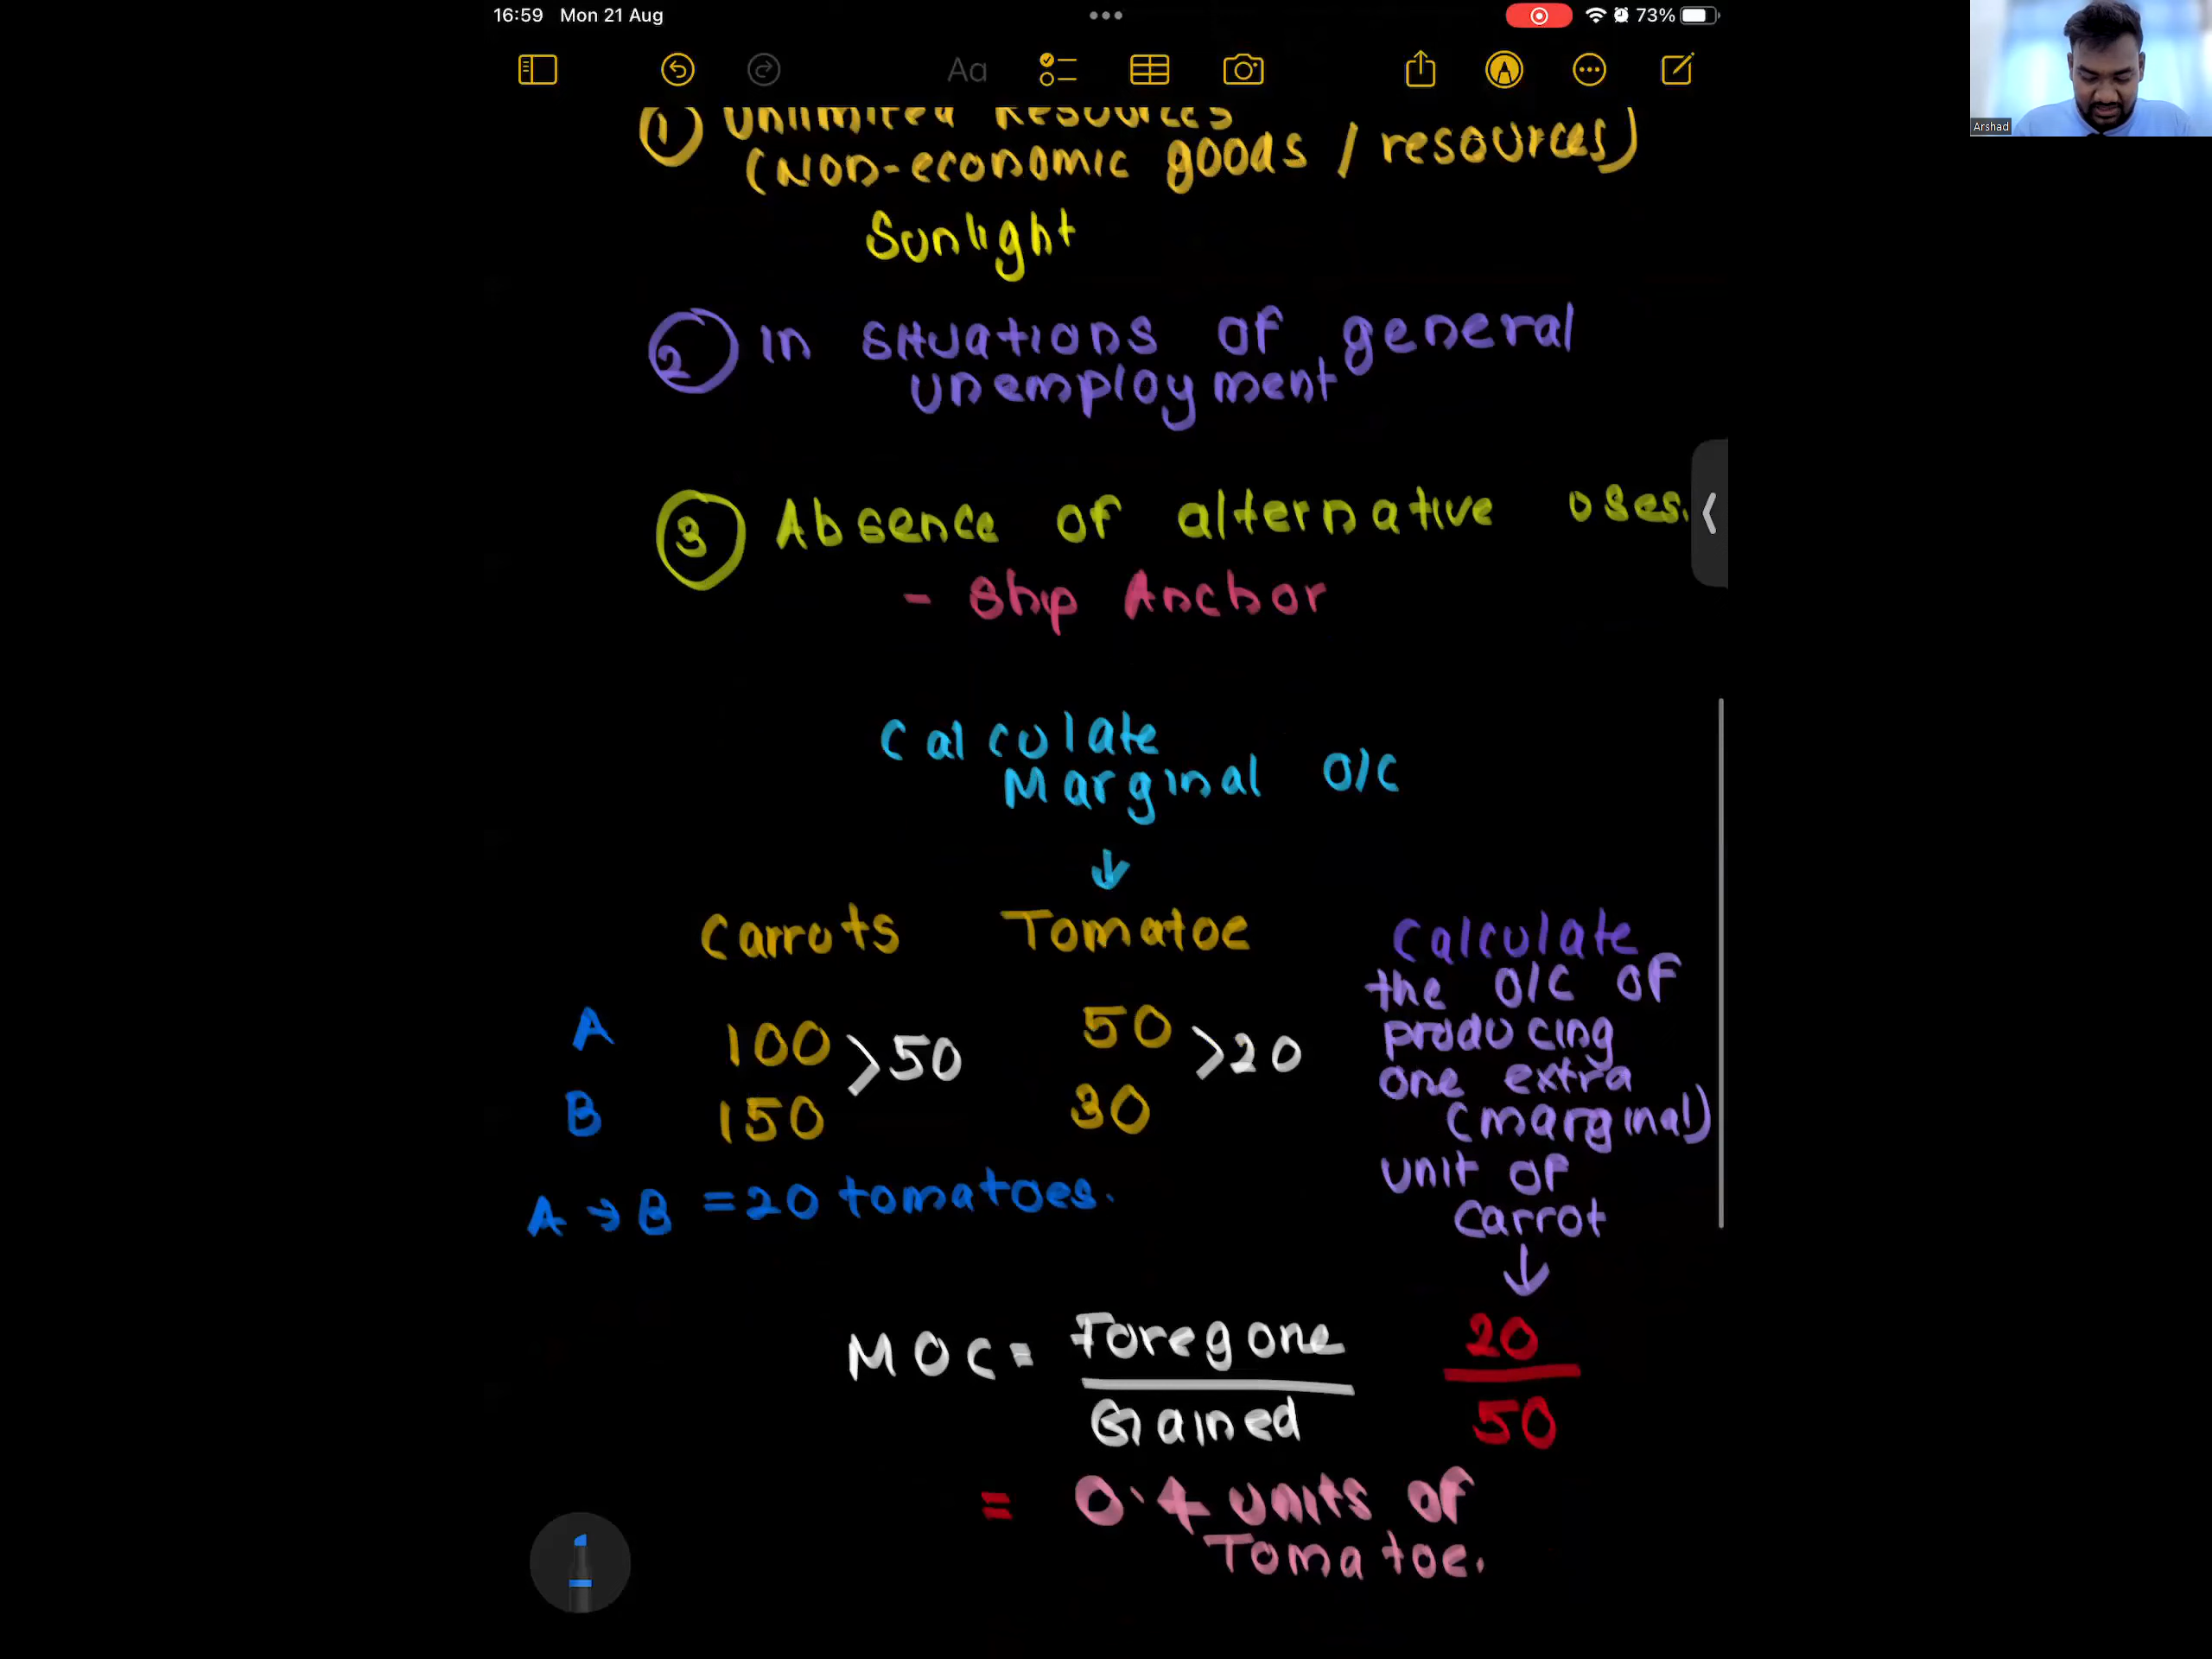 16:59 Mon 21 Aug
73%
Arshad
Aa
① Unlimited Resources
(Non-economic goods / resources)
Sunlight
② In situations of general
unemployment
③ Absence of alternative uses.
- Ship Anchor
Calculate
Marginal O/C
↓
Carrots Tomatoe
A 100 >50 50 >20
B 150 30
A → B = 20 tomatoes.
Calculate
the O/C of
producing
one extra
(marginal)
unit of
carrot
↓
MOC = Foregone 20
Gained 50
= 0.4 units of
Tomatoe.